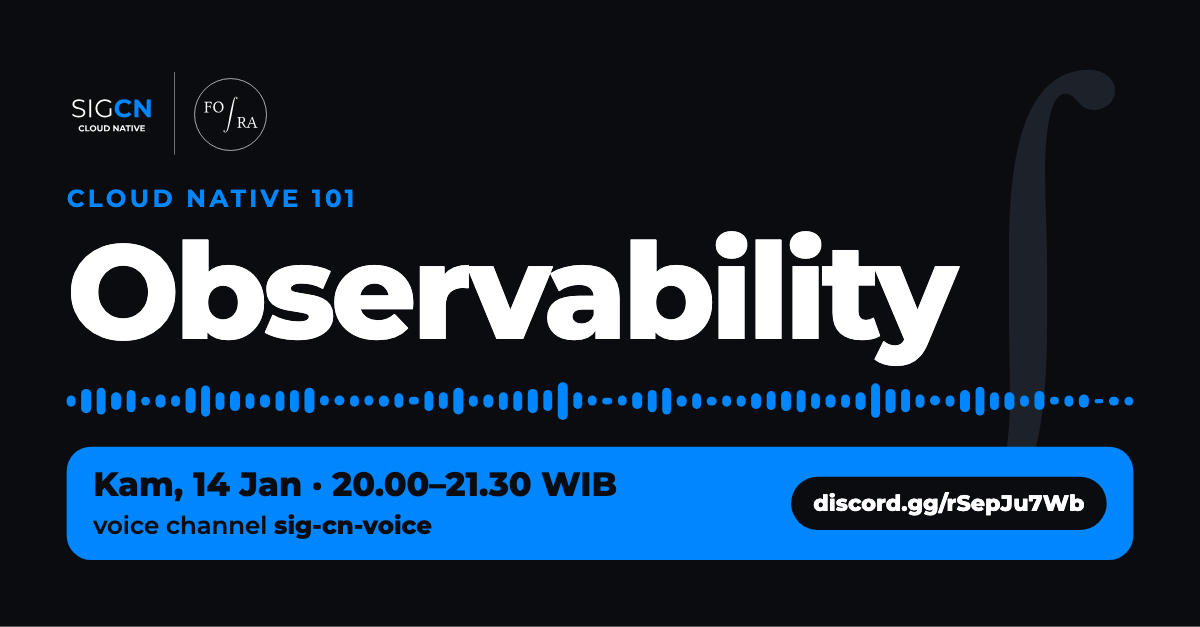 SIGCN
CLOUD NATIVE
FO∫RA
CLOUD NATIVE 101
Observability
Kam, 14 Jan • 20.00–21.30 WIB
voice channel sig-cn-voice
discord.gg/rSepJu7Wb